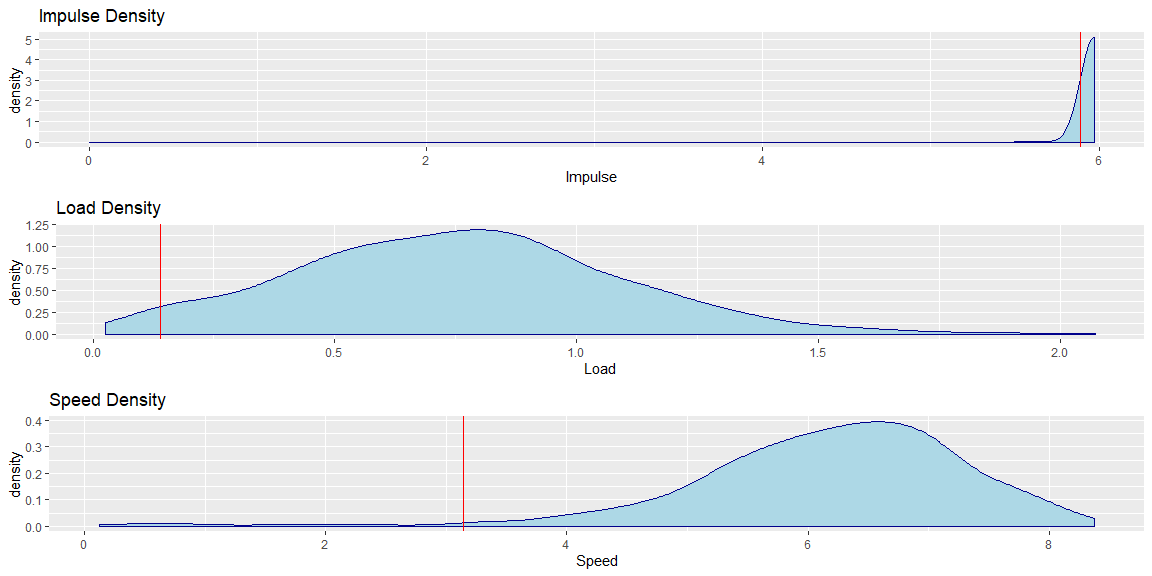 Impulse Density
5
4
3
2
1
0
density
0 2 4 6
Impulse
Load Density
1.25
1.00
0.75
0.50
0.25
0.00
density
0.0 0.5 1.0 1.5 2.0
Load
Speed Density
0.4
0.3
0.2
0.1
0.0
density
0 2 4 6 8
Speed